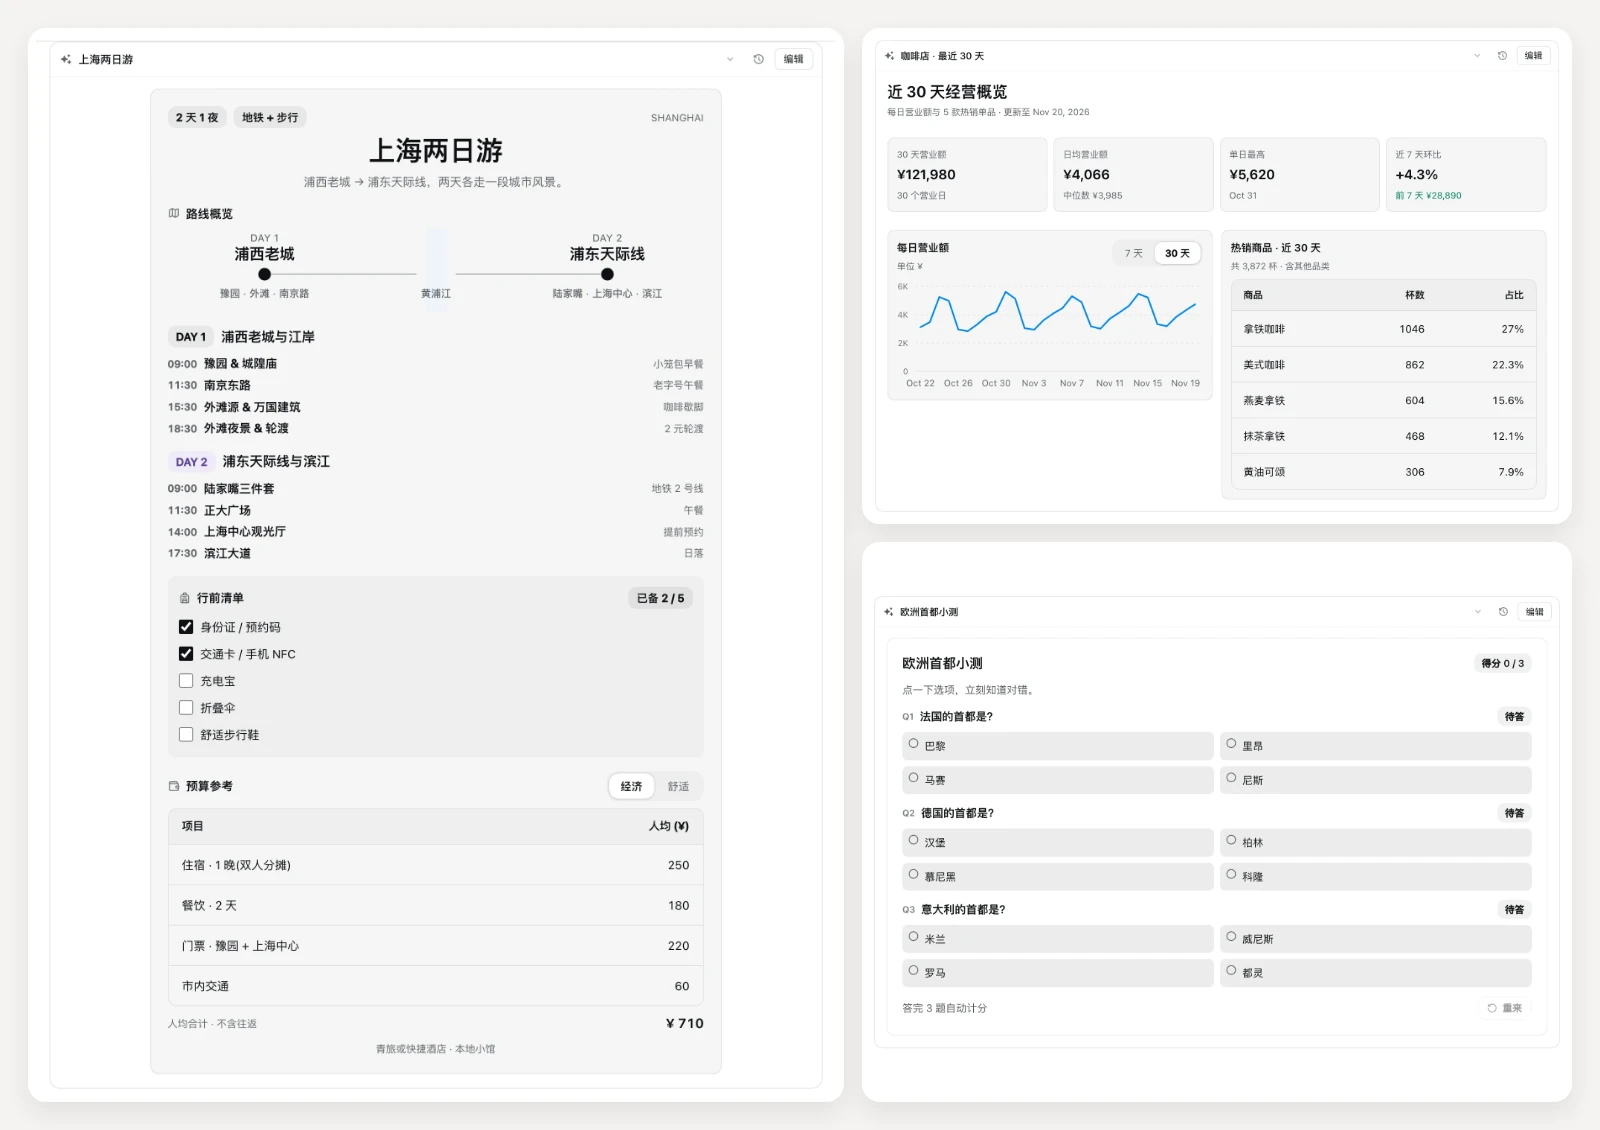 上海两日游
编辑
2 天 1 夜
地铁 + 步行
SHANGHAI
上海两日游
浦西老城 → 浦东天际线，两天各走一段城市风景。
路线概览
DAY 1
浦西老城
豫园 · 外滩 · 南京路
黄浦江
DAY 2
浦东天际线
陆家嘴 · 上海中心 · 滨江
DAY 1 浦西老城与江岸
09:00 豫园 & 城隍庙 小笼包早餐
11:30 南京东路 老字号午餐
15:30 外滩源 & 万国建筑 咖啡歇脚
18:30 外滩夜景 & 轮渡 2 元轮渡
DAY 2 浦东天际线与滨江
09:00 陆家嘴三件套 地铁 2 号线
11:30 正大广场 午餐
14:00 上海中心观光厅 提前预约
17:30 滨江大道 日落
行前清单 已备 2 / 5
身份证 / 预约码
交通卡 / 手机 NFC
充电宝
折叠伞
舒适步行鞋
预算参考 经济 舒适
项目 人均 (¥)
住宿 · 1 晚(双人分摊) 250
餐饮 · 2 天 180
门票 · 豫园 + 上海中心 220
市内交通 60
人均合计 · 不含往返 ¥ 710
青旅或快捷酒店 · 本地小馆
咖啡店 · 最近 30 天
编辑
近 30 天经营概览
每日营业额与 5 款热销单品 · 更新至 Nov 20, 2026
30 天营业额
¥121,980
30 个营业日
日均营业额
¥4,066
中位数 ¥3,985
单日最高
¥5,620
Oct 31
近 7 天环比
+4.3%
前 7 天 ¥28,890
每日营业额
单位 ¥
7 天 30 天
6K
4K
2K
0
Oct 22 Oct 26 Oct 30 Nov 3 Nov 7 Nov 11 Nov 15 Nov 19
热销商品 · 近 30 天
共 3,872 杯 · 含其他品类
商品 杯数 占比
拿铁咖啡 1046 27%
美式咖啡 862 22.3%
燕麦拿铁 604 15.6%
抹茶拿铁 468 12.1%
黄油可颂 306 7.9%
欧洲首都小测
编辑
欧洲首都小测 得分 0 / 3
点一下选项，立刻知道对错。
Q1 法国的首都是? 待答
巴黎 里昂
马赛 尼斯
Q2 德国的首都是? 待答
汉堡 柏林
慕尼黑 科隆
Q3 意大利的首都是? 待答
米兰 威尼斯
罗马 都灵
答完 3 题自动计分 重来